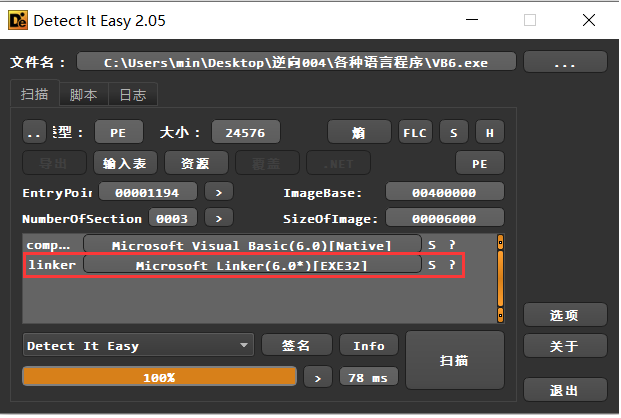 Detect It Easy 2.05
文件名： C:\Users\min\Desktop\逆向004\各种语言程序\VB6.exe ...
扫描 脚本 日志
.. 类型： PE 大小： 24576 熵 FLC S H
导出 输入表 资源 覆盖 .NET PE
EntryPoin 00001194 > ImageBase: 00400000
NumberOfSection 0003 > SizeOfImage: 00006000
comp... Microsoft Visual Basic(6.0)[Native] S ?
linker Microsoft Linker(6.0*)[EXE32] S ?
选项
Detect It Easy 签名 Info 扫描 关于
100% > 78 ms
退出